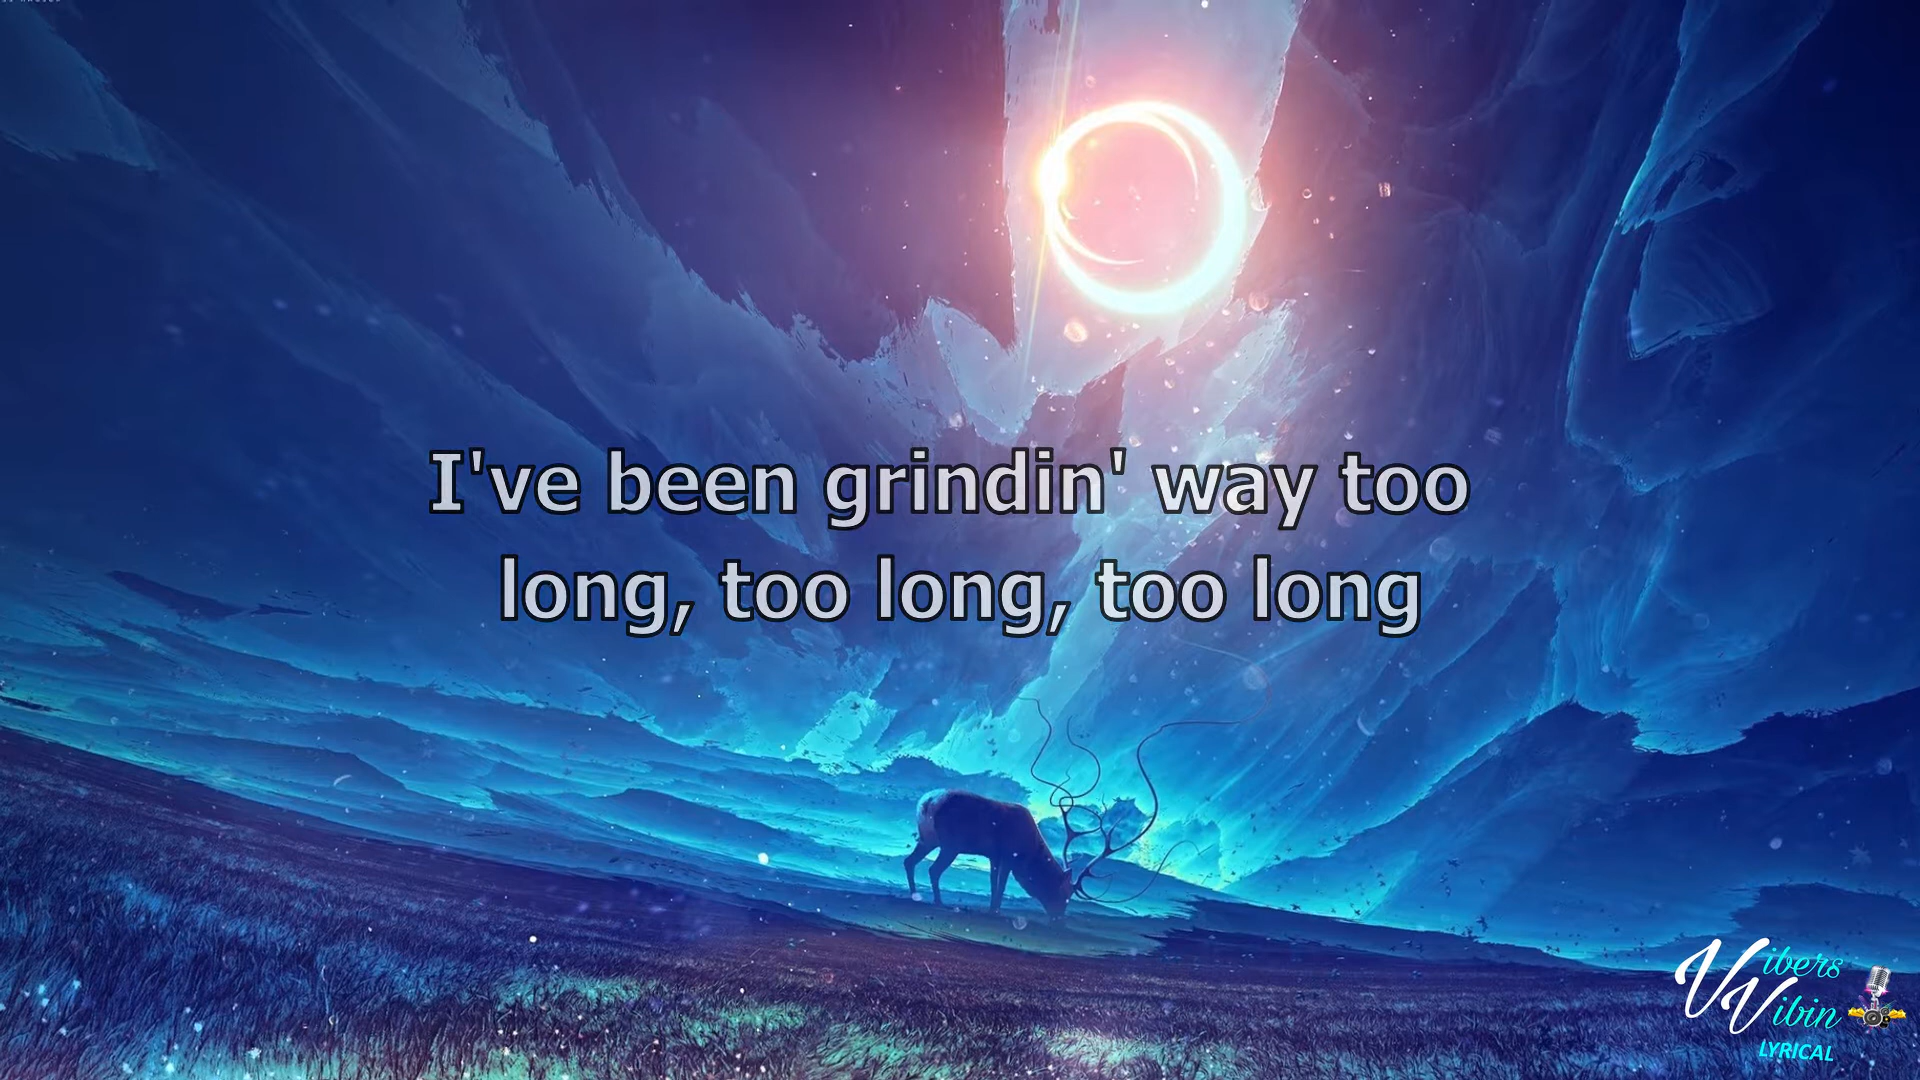 I've been grindin' way too
long, too long, too long
Vibers
Vibin
LYRICAL